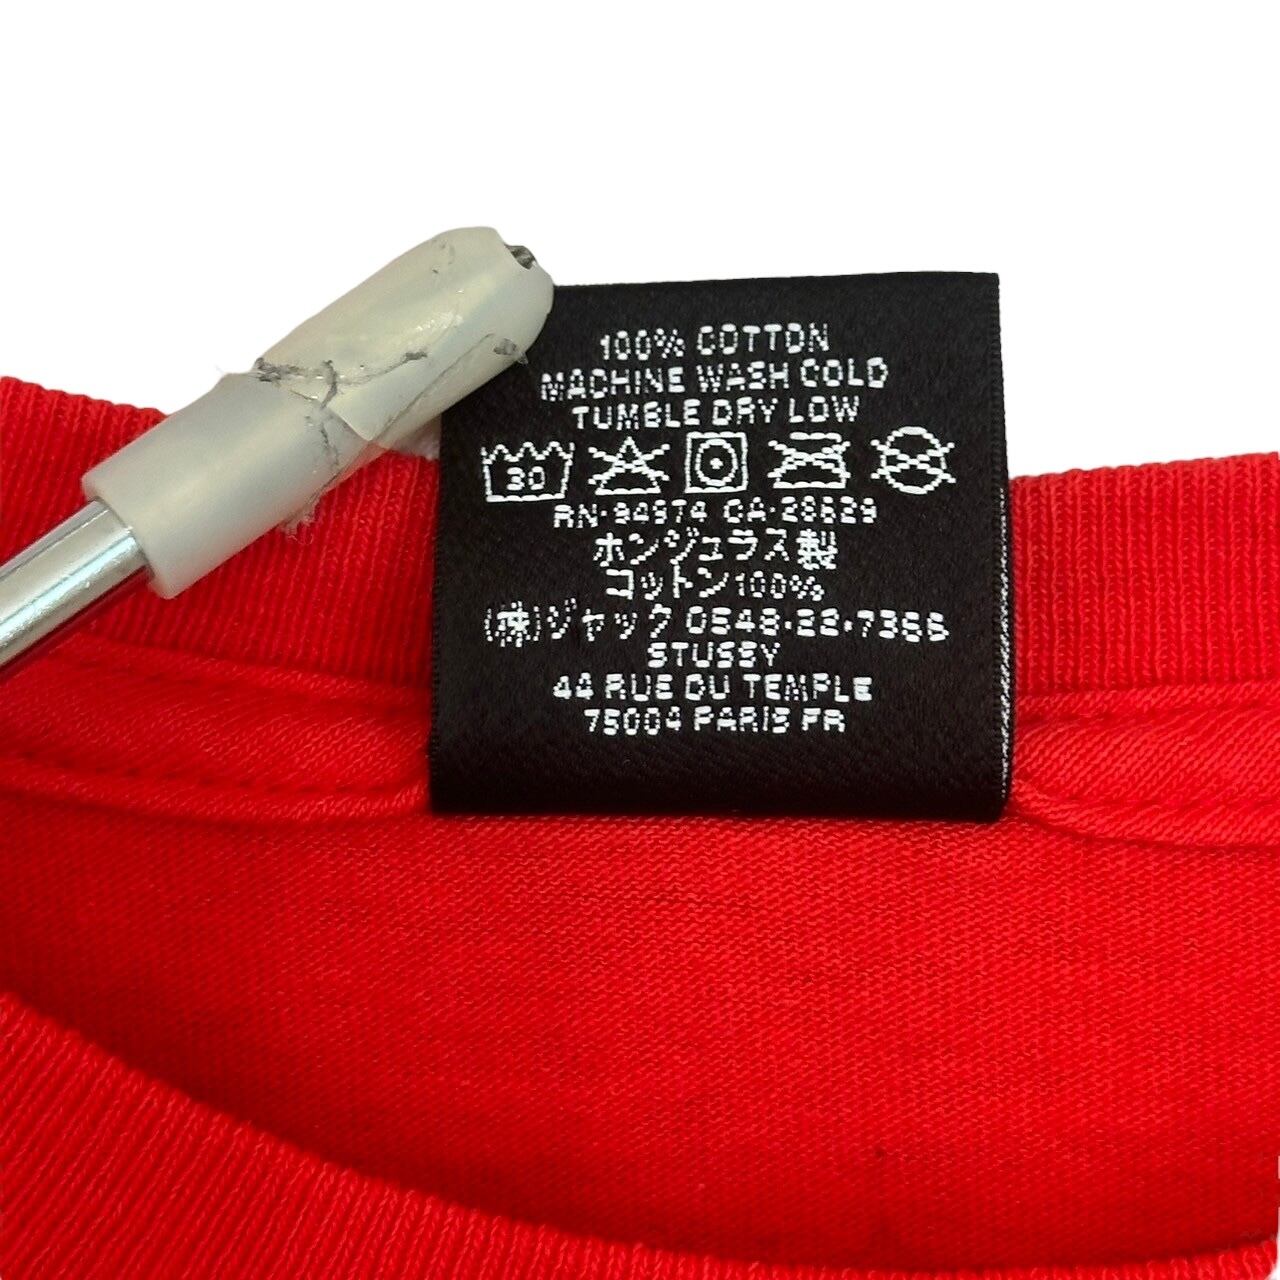 100% COTTON
MACHINE WASH COLD
TUMBLE DRY LOW
30
RN·94974 CA·28629
ホンジュラス製
コットン100%
(株)ジャック 0548·22·7366
STUSSY
44 RUE DU TEMPLE
75004 PARIS FR